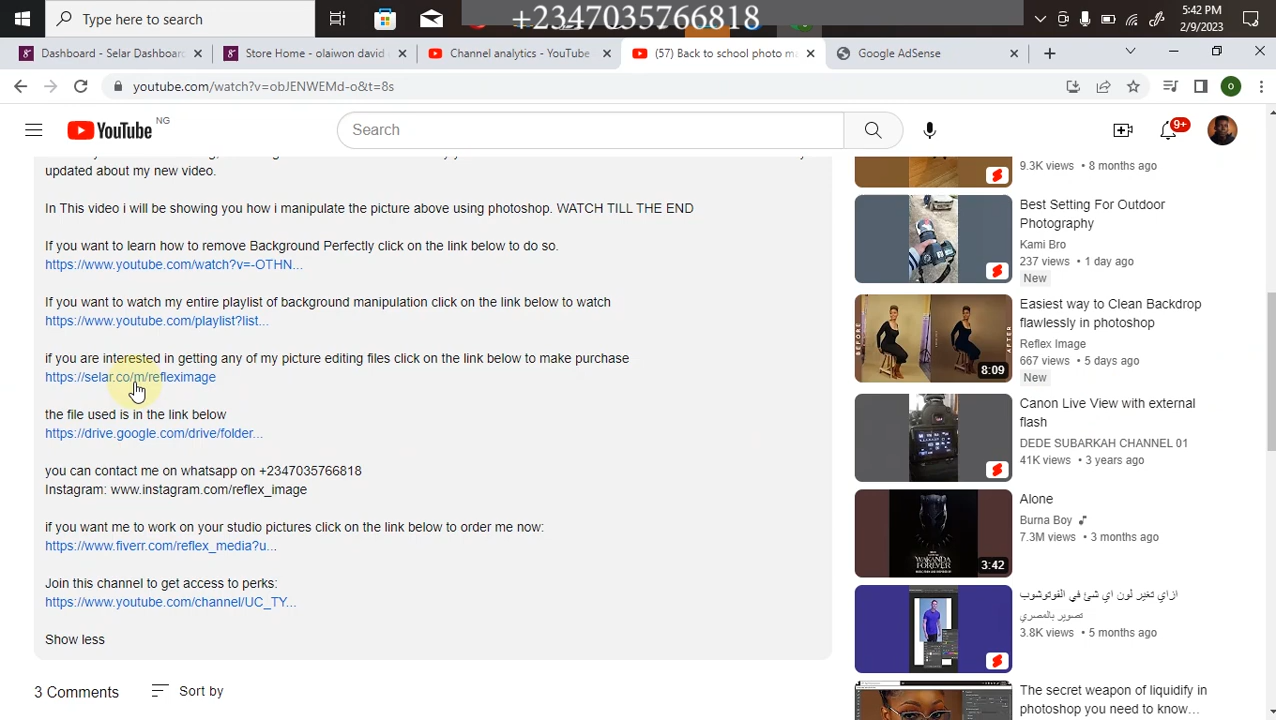 Type here to search
+2347035766818
5:42 PM
2/9/2023
Dashboard - Selar Dashboard
Store Home - olaiwon david
Channel analytics - YouTube
(57) Back to school photo ma
Google AdSense
youtube.com/watch?v=obJENWEMd-o&t=8s
YouTube NG
Search
9+
updated about my new video.
In This video i will be showing you how i manipulate the picture above using photoshop. WATCH TILL THE END
If you want to learn how to remove Background Perfectly click on the link below to do so.
https://www.youtube.com/watch?v=-OTHN...
If you want to watch my entire playlist of background manipulation click on the link below to watch
https://www.youtube.com/playlist?list...
if you are interested in getting any of my picture editing files click on the link below to make purchase
https://selar.co/m/refleximage
the file used is in the link below
https://drive.google.com/drive/folder...
you can contact me on whatsapp on +2347035766818
Instagram: www.instagram.com/reflex_image
if you want me to work on your studio pictures click on the link below to order me now:
https://www.fiverr.com/reflex_media?u...
Join this channel to get access to perks:
https://www.youtube.com/channel/UC_TY...
Show less
3 Comments
Sort by
9.3K views • 8 months ago
Best Setting For Outdoor
Photography
Kami Bro
237 views • 1 day ago
New
BEFORE
AFTER
8:09
Easiest way to Clean Backdrop
flawlessly in photoshop
Reflex Image
667 views • 5 days ago
New
Canon Live View with external
flash
DEDE SUBARKAH CHANNEL 01
41K views • 3 years ago
WAKANDA
FOREVER
3:42
Alone
Burna Boy
7.3M views • 3 months ago
ازاي تغير لون اي شئ في الفوتوشوب
تصوير بالمصري
3.8K views • 5 months ago
The secret weapon of liquidify in
photoshop you need to know...